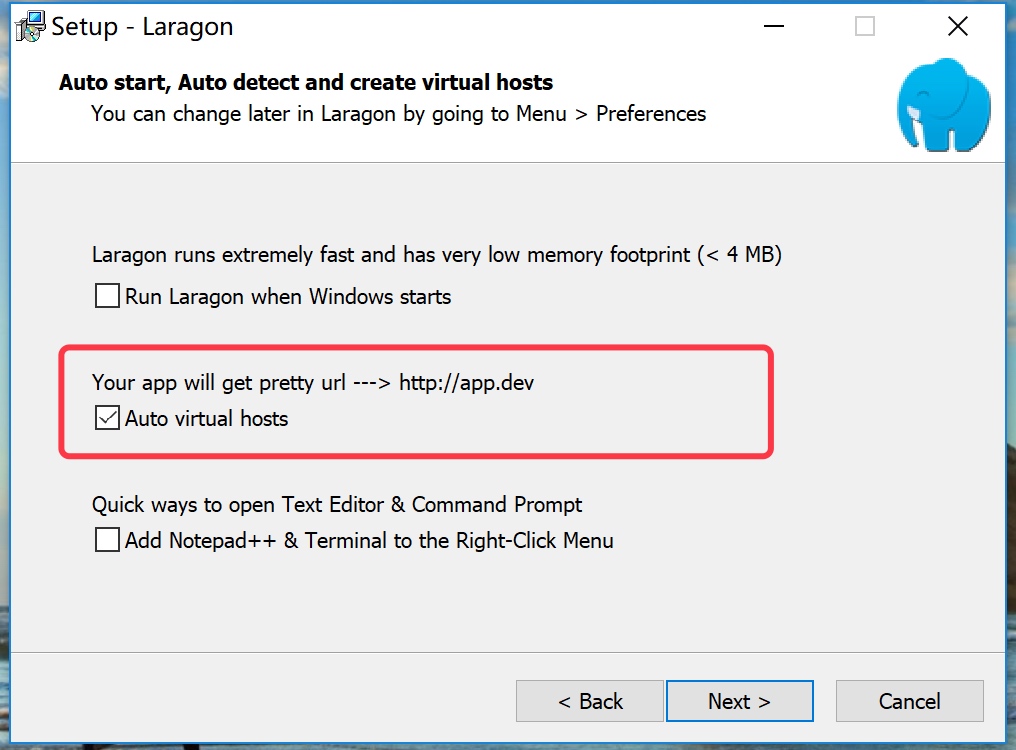 Setup - Laragon
Auto start, Auto detect and create virtual hosts
You can change later in Laragon by going to Menu > Preferences
Laragon runs extremely fast and has very low memory footprint (< 4 MB)
Run Laragon when Windows starts
Your app will get pretty url ---> http://app.dev
Auto virtual hosts
Quick ways to open Text Editor & Command Prompt
Add Notepad++ & Terminal to the Right-Click Menu
< Back
Next >
Cancel